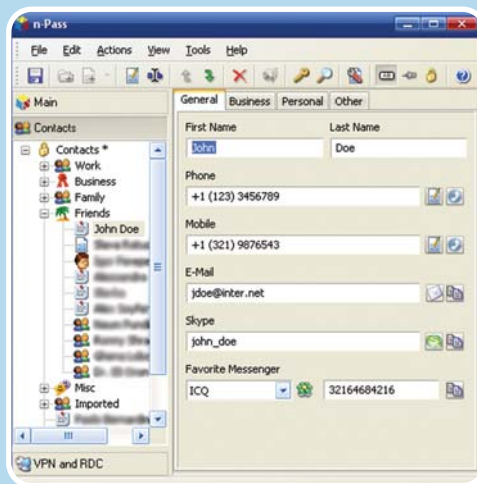 n-Pass
File Edit Actions View Tools Help
Main
Contacts
Contacts *
Work
Business
Family
Friends
John Doe
Misc
Imported
VPN and RDC
General Business Personal Other
First Name Last Name
John Doe
Phone
+1 (123) 3456789
Mobile
+1 (321) 9876543
E-Mail
jdoe@inter.net
Skype
john_doe
Favorite Messenger
ICQ 32164684216